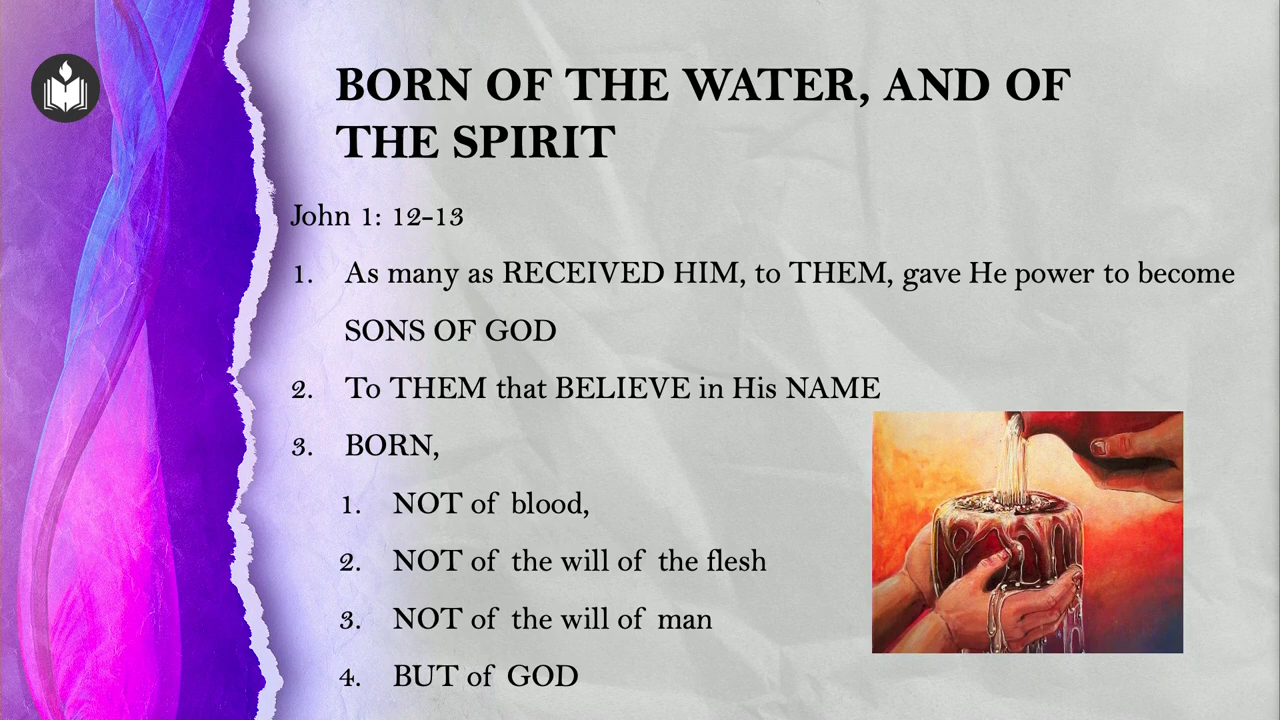 BORN OF THE WATER, AND OF
THE SPIRIT
John 1: 12-13
1. As many as RECEIVED HIM, to THEM, gave He power to become
SONS OF GOD
2. To THEM that BELIEVE in His NAME
3. BORN,
1. NOT of blood,
2. NOT of the will of the flesh
3. NOT of the will of man
4. BUT of GOD